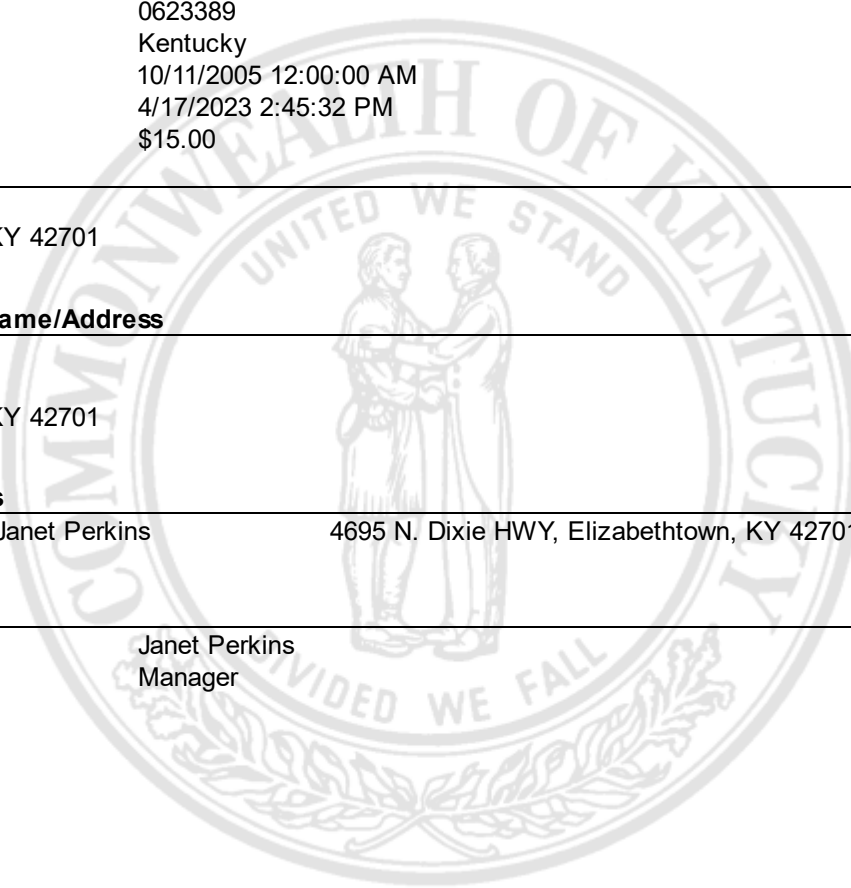 0623389
Kentucky
10/11/2005 12:00:00 AM
4/17/2023 2:45:32 PM
$15.00
KY 42701
ame/Address
KY 42701
s
Janet Perkins 4695 N. Dixie HWY, Elizabethtown, KY 42701
Janet Perkins
Manager
COMMONWEALTH OF KENTUCKY
UNITED WE STAND
DIVIDED WE FALL